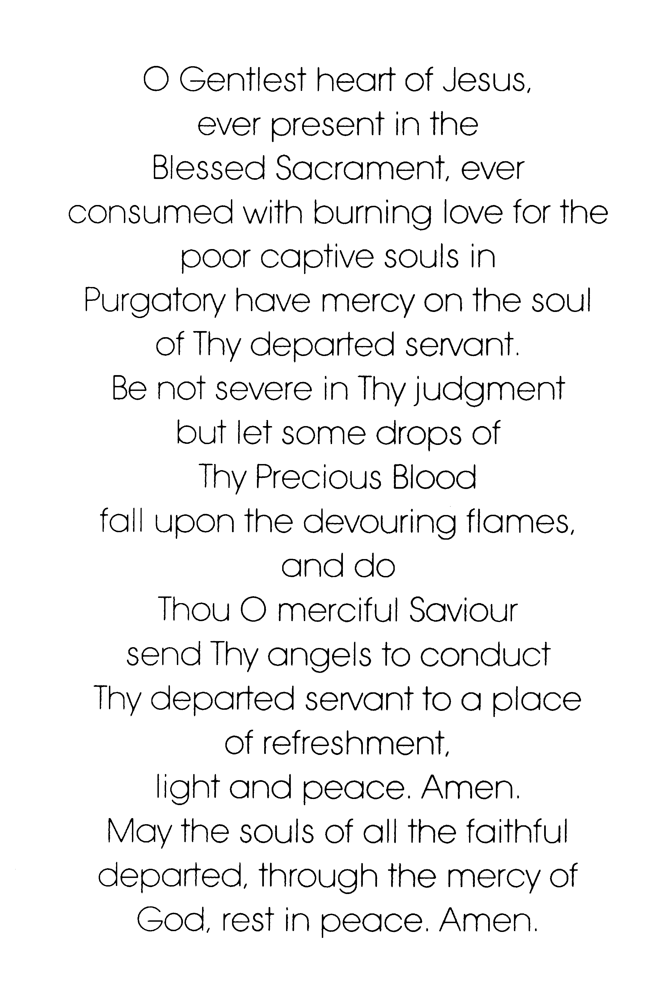 O Gentlest heart of Jesus,
ever present in the
Blessed Sacrament, ever
consumed with burning love for the
poor captive souls in
Purgatory have mercy on the soul
of Thy departed servant.
Be not severe in Thy judgment
but let some drops of
Thy Precious Blood
fall upon the devouring flames,
and do
Thou O merciful Saviour
send Thy angels to conduct
Thy departed servant to a place
of refreshment,
light and peace. Amen.
May the souls of all the faithful
departed, through the mercy of
God, rest in peace. Amen.